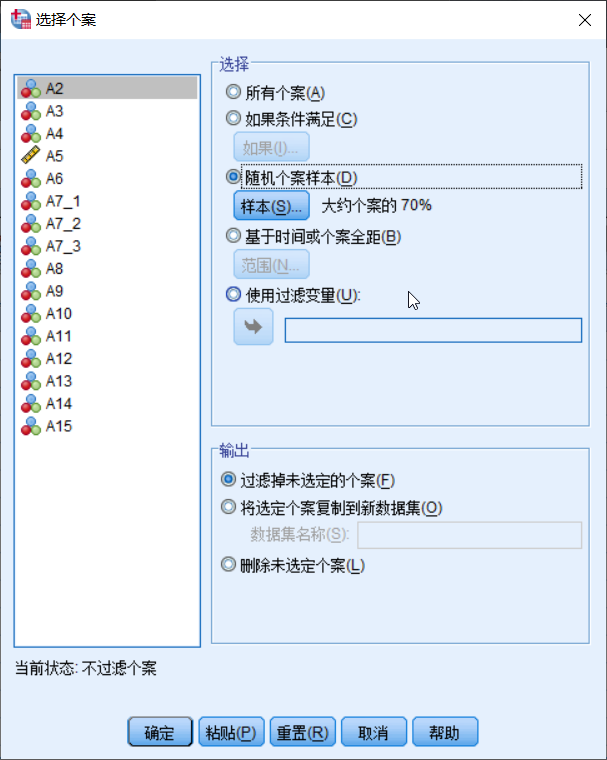 选择个案
A2
A3
A4
A5
A6
A7_1
A7_2
A7_3
A8
A9
A10
A11
A12
A13
A14
A15
当前状态: 不过滤个案
选择
所有个案(A)
如果条件满足(C)
如果(I)...
随机个案样本(D)
样本(S)... 大约个案的 70%
基于时间或个案全距(B)
范围(N...
使用过滤变量(U):
输出
过滤掉未选定的个案(F)
将选定个案复制到新数据集(O)
数据集名称(S):
删除未选定个案(L)
确定 粘贴(P) 重置(R) 取消 帮助